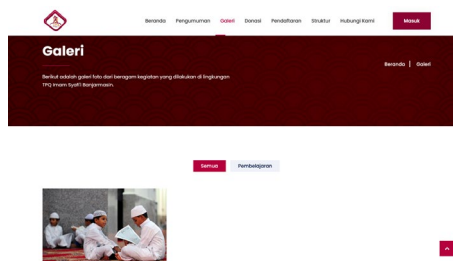 Beranda Pengumuman Galeri Donasi Pendaftaran Struktur Hubungi Kami Masuk
Galeri
Beranda | Galeri
Berikut adalah galeri foto dari beragam kegiatan yang dilakukan di lingkungan
TPQ Imam Syafi'i Banjarmasin.
Semua Pembelajaran